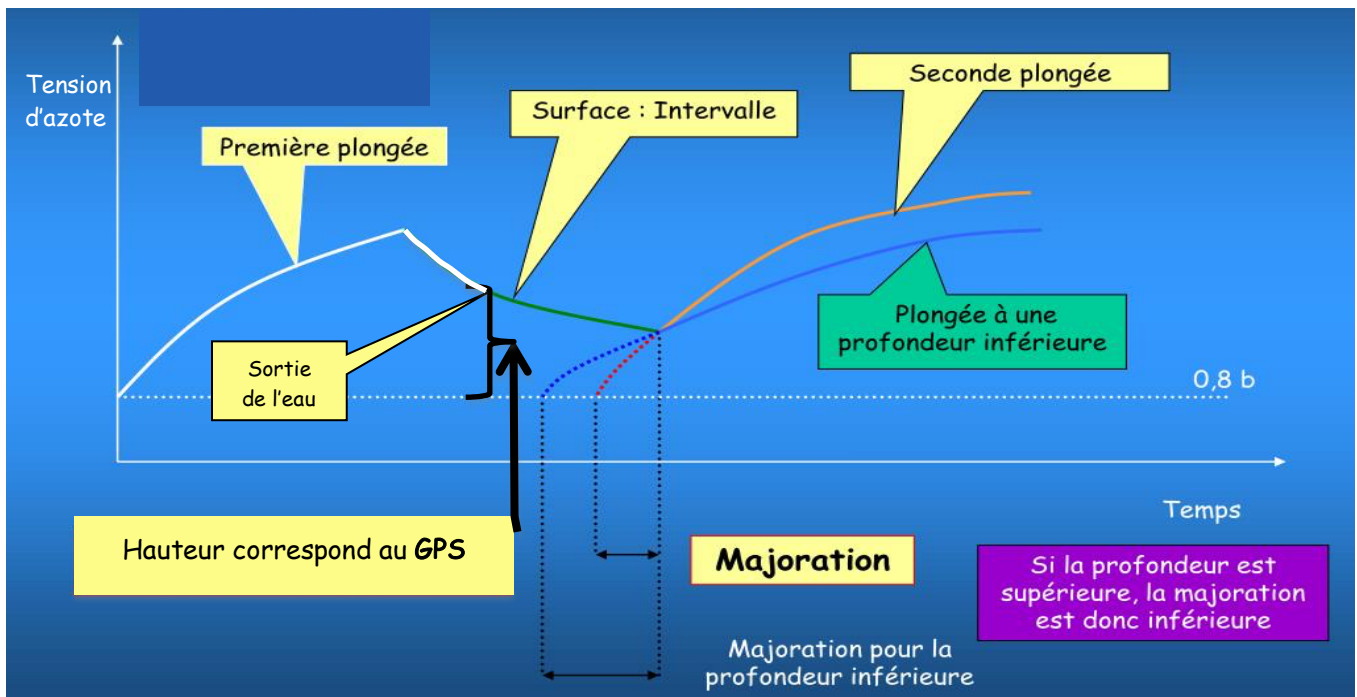 Tension
d'azote
Première plongée
Surface : Intervalle
Seconde plongée
Plongée à une
profondeur inférieure
Sortie
de l'eau
0,8 b
Temps
Hauteur correspond au GPS
Majoration
Si la profondeur est
supérieure, la majoration
est donc inférieure
Majoration pour la
profondeur inférieure